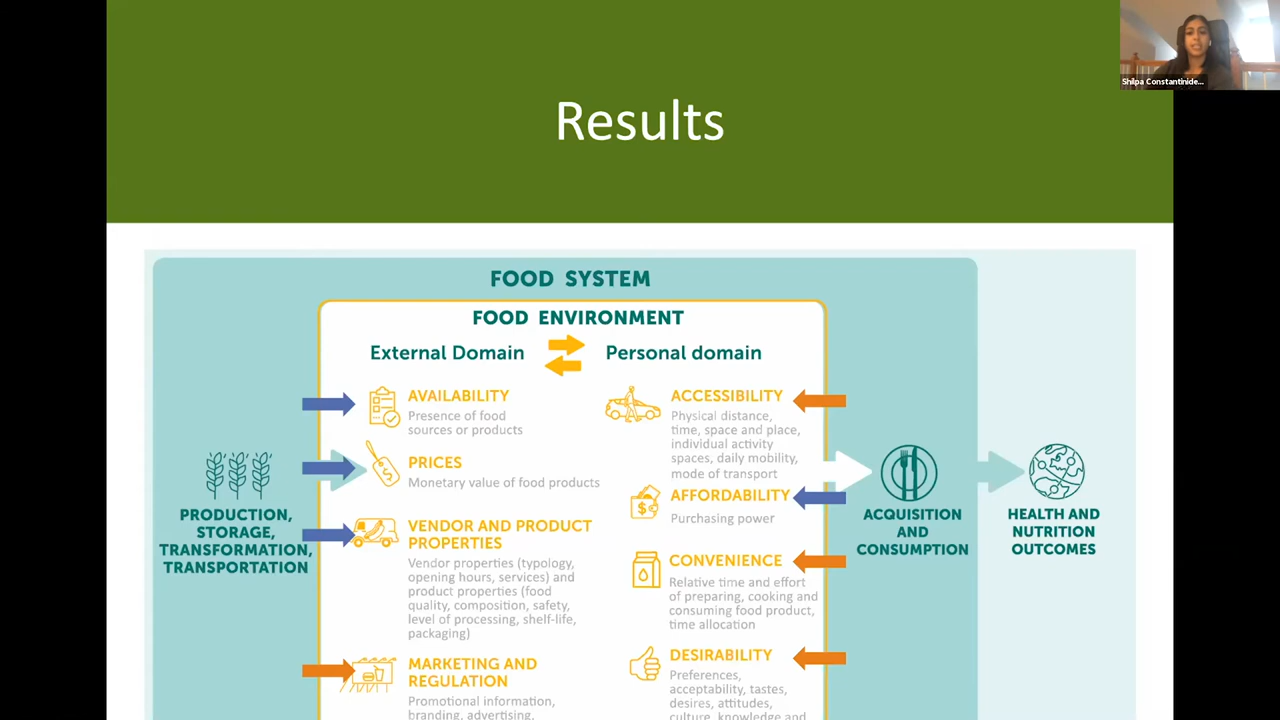 Shilpa Constantinide...
Results
FOOD SYSTEM
FOOD ENVIRONMENT
External Domain
Personal domain
AVAILABILITY
Presence of food
sources or products
PRICES
Monetary value of food products
VENDOR AND PRODUCT
PROPERTIES
Vendor properties (typology,
opening hours, services) and
product properties (food
quality, composition, safety,
level of processing, shelf-life,
packaging)
MARKETING AND
REGULATION
Promotional information,
branding, advertising,
ACCESSIBILITY
Physical distance,
time, space and place,
individual activity
spaces, daily mobility,
mode of transport
AFFORDABILITY
Purchasing power
CONVENIENCE
Relative time and effort
of preparing, cooking and
consuming food product,
time allocation
DESIRABILITY
Preferences,
acceptability, tastes,
desires, attitudes,
culture, knowledge and
PRODUCTION,
STORAGE,
TRANSFORMATION,
TRANSPORTATION
ACQUISITION
AND
CONSUMPTION
HEALTH AND
NUTRITION
OUTCOMES